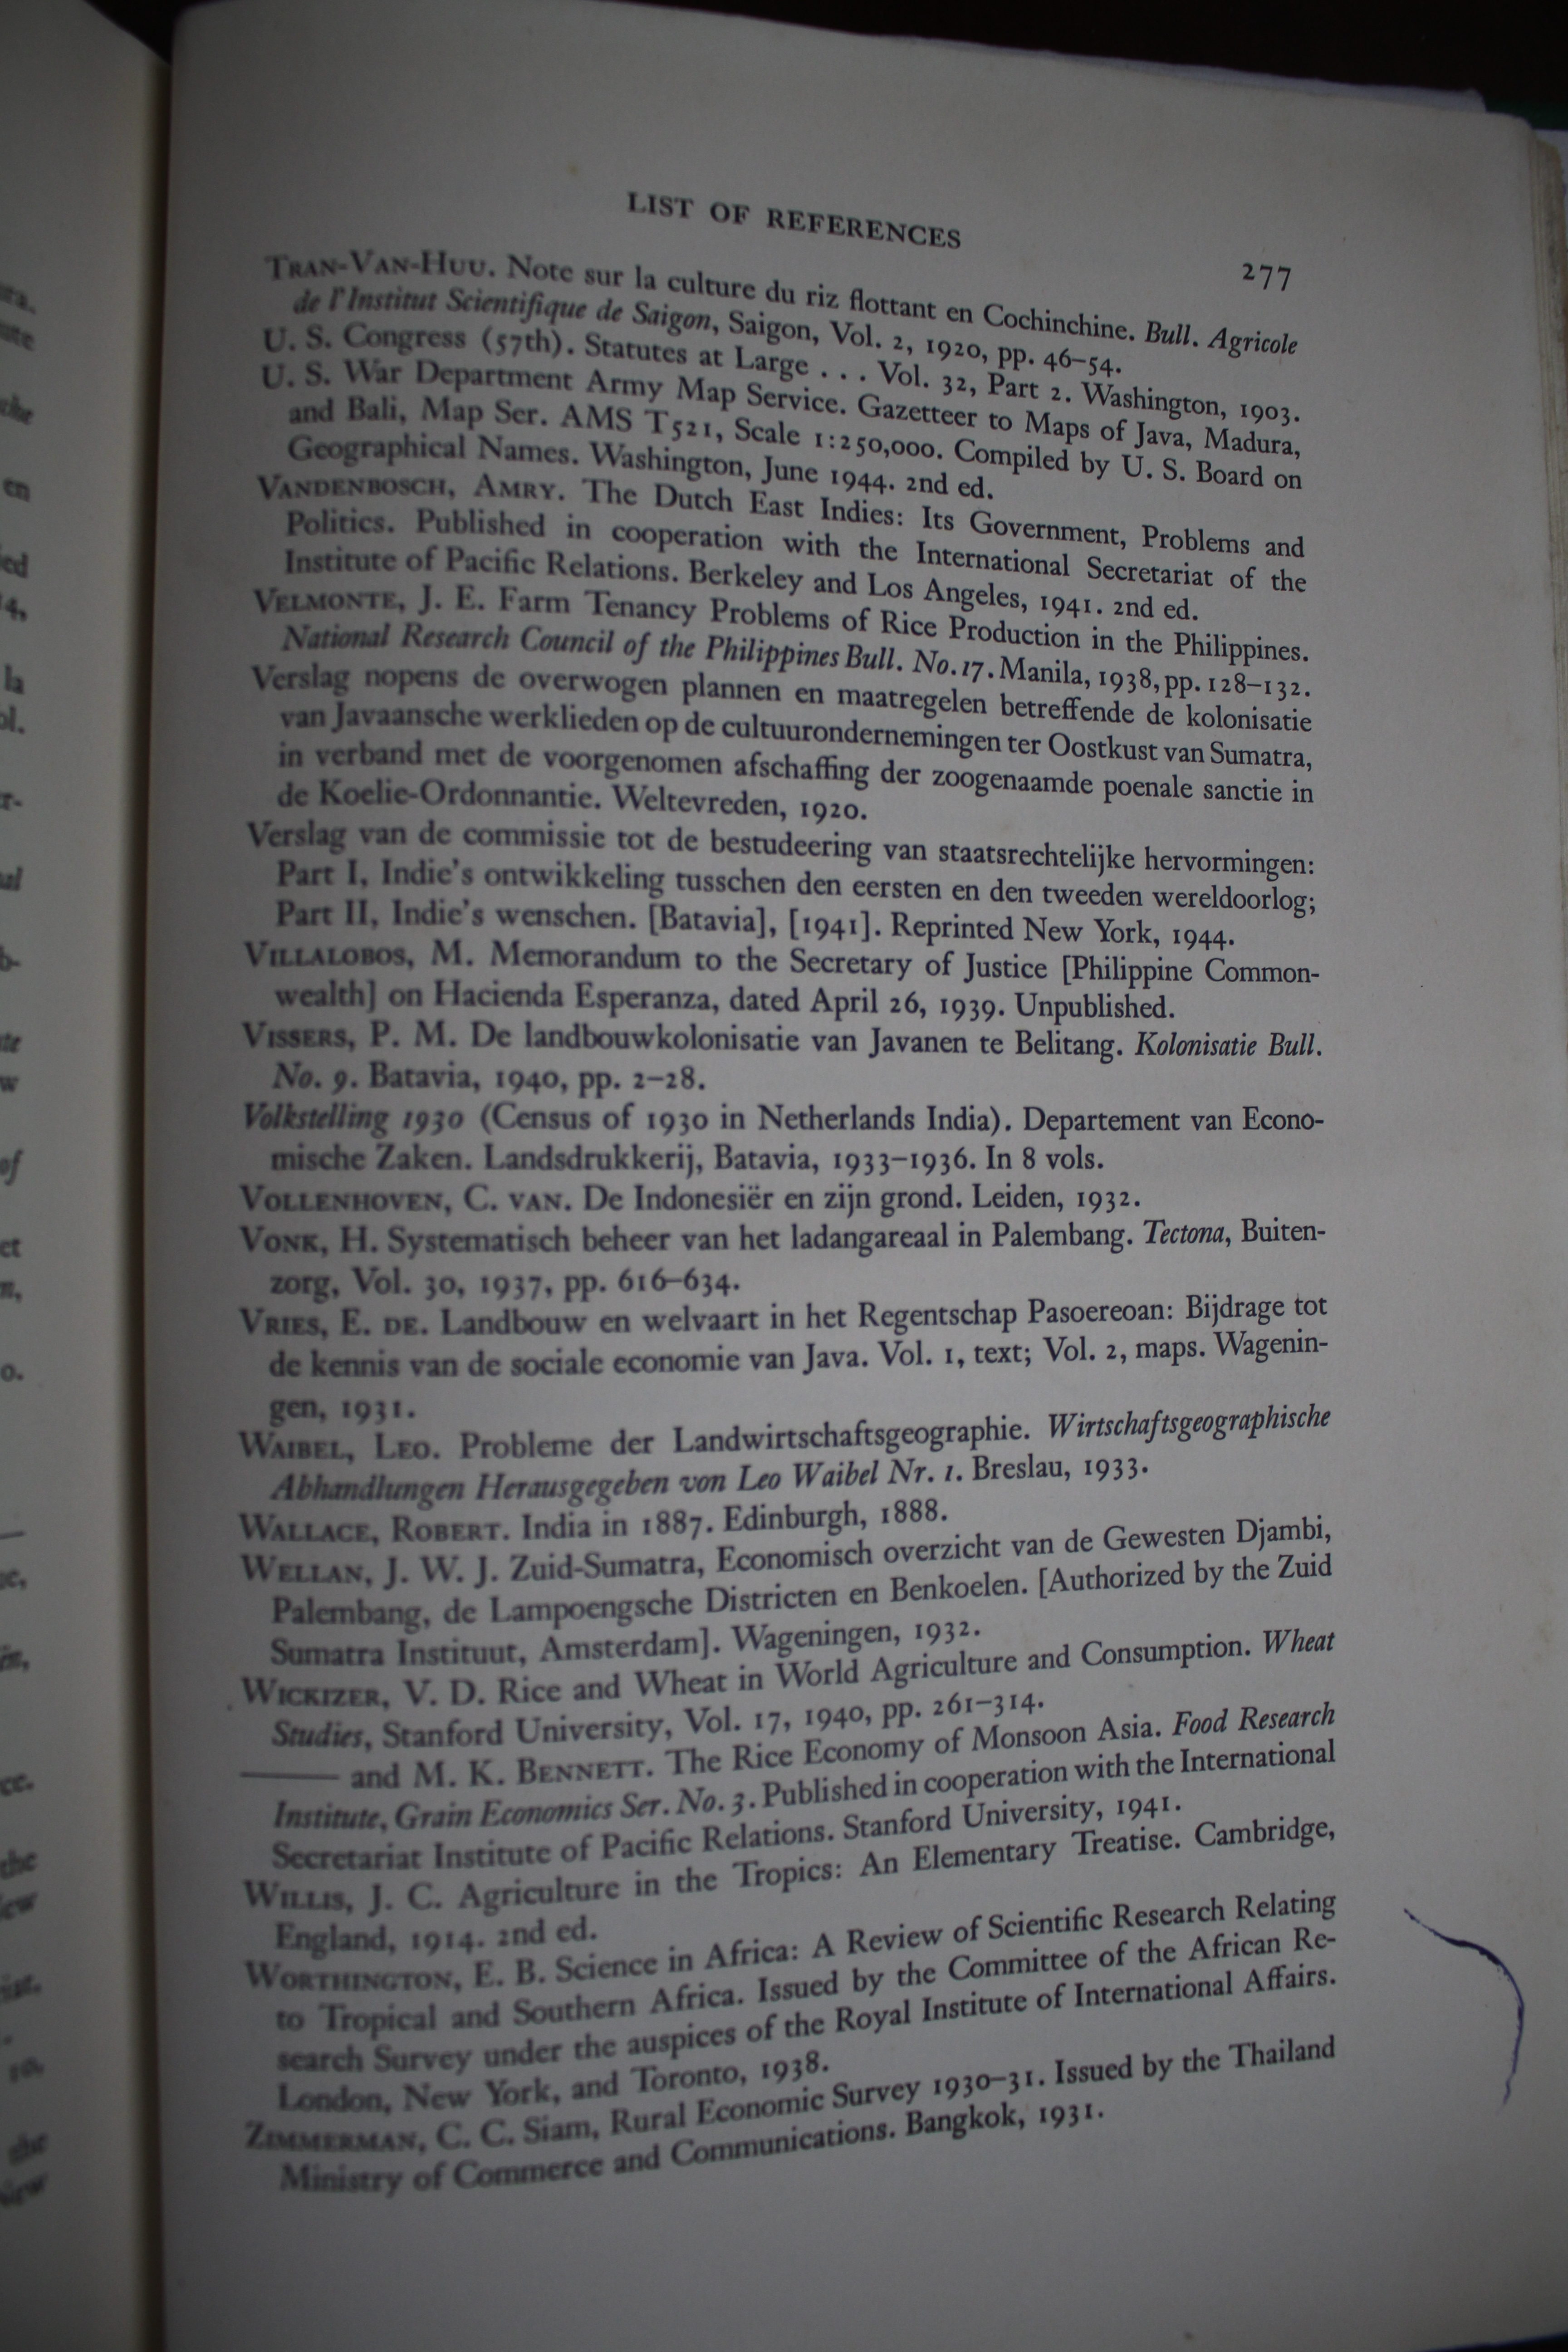 LIST OF REFERENCES
277
TRAN-VAN-HUU. Note sur la culture du riz flottant en Cochinchine. Bull. Agricole
de l'Institut Scientifique de Saigon, Saigon, Vol. 2, 1920, pp. 46–54.
U. S. Congress (57th). Statutes at Large . . . Vol. 32, Part 2. Washington, 1903.
U. S. War Department Army Map Service. Gazetteer to Maps of Java, Madura,
and Bali, Map Ser. AMS T521, Scale 1:250,000. Compiled by U. S. Board on
Geographical Names. Washington, June 1944. 2nd ed.
VANDENBOSCH, AMRY. The Dutch East Indies: Its Government, Problems and
Politics. Published in cooperation with the International Secretariat of the
Institute of Pacific Relations. Berkeley and Los Angeles, 1941. 2nd ed.
VELMONTE, J. E. Farm Tenancy Problems of Rice Production in the Philippines.
National Research Council of the Philippines Bull. No. 17. Manila, 1938, pp. 128–132.
Verslag nopens de overwogen plannen en maatregelen betreffende de kolonisatie
van Javaansche werklieden op de cultuurondernemingen ter Oostkust van Sumatra,
in verband met de voorgenomen afschaffing der zoogenaamde poenale sanctie in
de Koelie-Ordonnantie. Weltevreden, 1920.
Verslag van de commissie tot de bestudeering van staatsrechtelijke hervormingen:
Part I, Indie's ontwikkeling tusschen den eersten en den tweeden wereldoorlog;
Part II, Indie's wenschen. [Batavia], [1941]. Reprinted New York, 1944.
VILLALOBOS, M. Memorandum to the Secretary of Justice [Philippine Common-
wealth] on Hacienda Esperanza, dated April 26, 1939. Unpublished.
VISSERS, P. M. De landbouwkolonisatie van Javanen te Belitang. Kolonisatie Bull.
No. 9. Batavia, 1940, pp. 2–28.
Volkstelling 1930 (Census of 1930 in Netherlands India). Departement van Econo-
mische Zaken. Landsdrukkerij, Batavia, 1933–1936. In 8 vols.
VOLLENHOVEN, C. VAN. De Indonesiër en zijn grond. Leiden, 1932.
VONK, H. Systematisch beheer van het ladangareaal in Palembang. Tectona, Buiten-
zorg, Vol. 30, 1937, pp. 616–634.
VRIES, E. DE. Landbouw en welvaart in het Regentschap Pasoereoan: Bijdrage tot
de kennis van de sociale economie van Java. Vol. 1, text; Vol. 2, maps. Wagenin-
gen, 1931.
WAIBEL, LEO. Probleme der Landwirtschaftsgeographie. Wirtschaftsgeographische
Abhandlungen Herausgegeben von Leo Waibel Nr. 1. Breslau, 1933.
WALLACE, ROBERT. India in 1887. Edinburgh, 1888.
WELLAN, J. W. J. Zuid-Sumatra, Economisch overzicht van de Gewesten Djambi,
Palembang, de Lampoengsche Districten en Benkoelen. [Authorized by the Zuid
Sumatra Instituut, Amsterdam]. Wageningen, 1932.
WICKIZER, V. D. Rice and Wheat in World Agriculture and Consumption. Wheat
Studies, Stanford University, Vol. 17, 1940, pp. 261–314.
——— and M. K. BENNETT. The Rice Economy of Monsoon Asia. Food Research
Institute, Grain Economics Ser. No. 3. Published in cooperation with the International
Secretariat Institute of Pacific Relations. Stanford University, 1941.
WILLIS, J. C. Agriculture in the Tropics: An Elementary Treatise. Cambridge,
England, 1914. 2nd ed.
WORTHINGTON, E. B. Science in Africa: A Review of Scientific Research Relating
to Tropical and Southern Africa. Issued by the Committee of the African Re-
search Survey under the auspices of the Royal Institute of International Affairs.
London, New York, and Toronto, 1938.
ZIMMERMAN, C. C. Siam, Rural Economic Survey 1930–31. Issued by the Thailand
Ministry of Commerce and Communications. Bangkok, 1931.